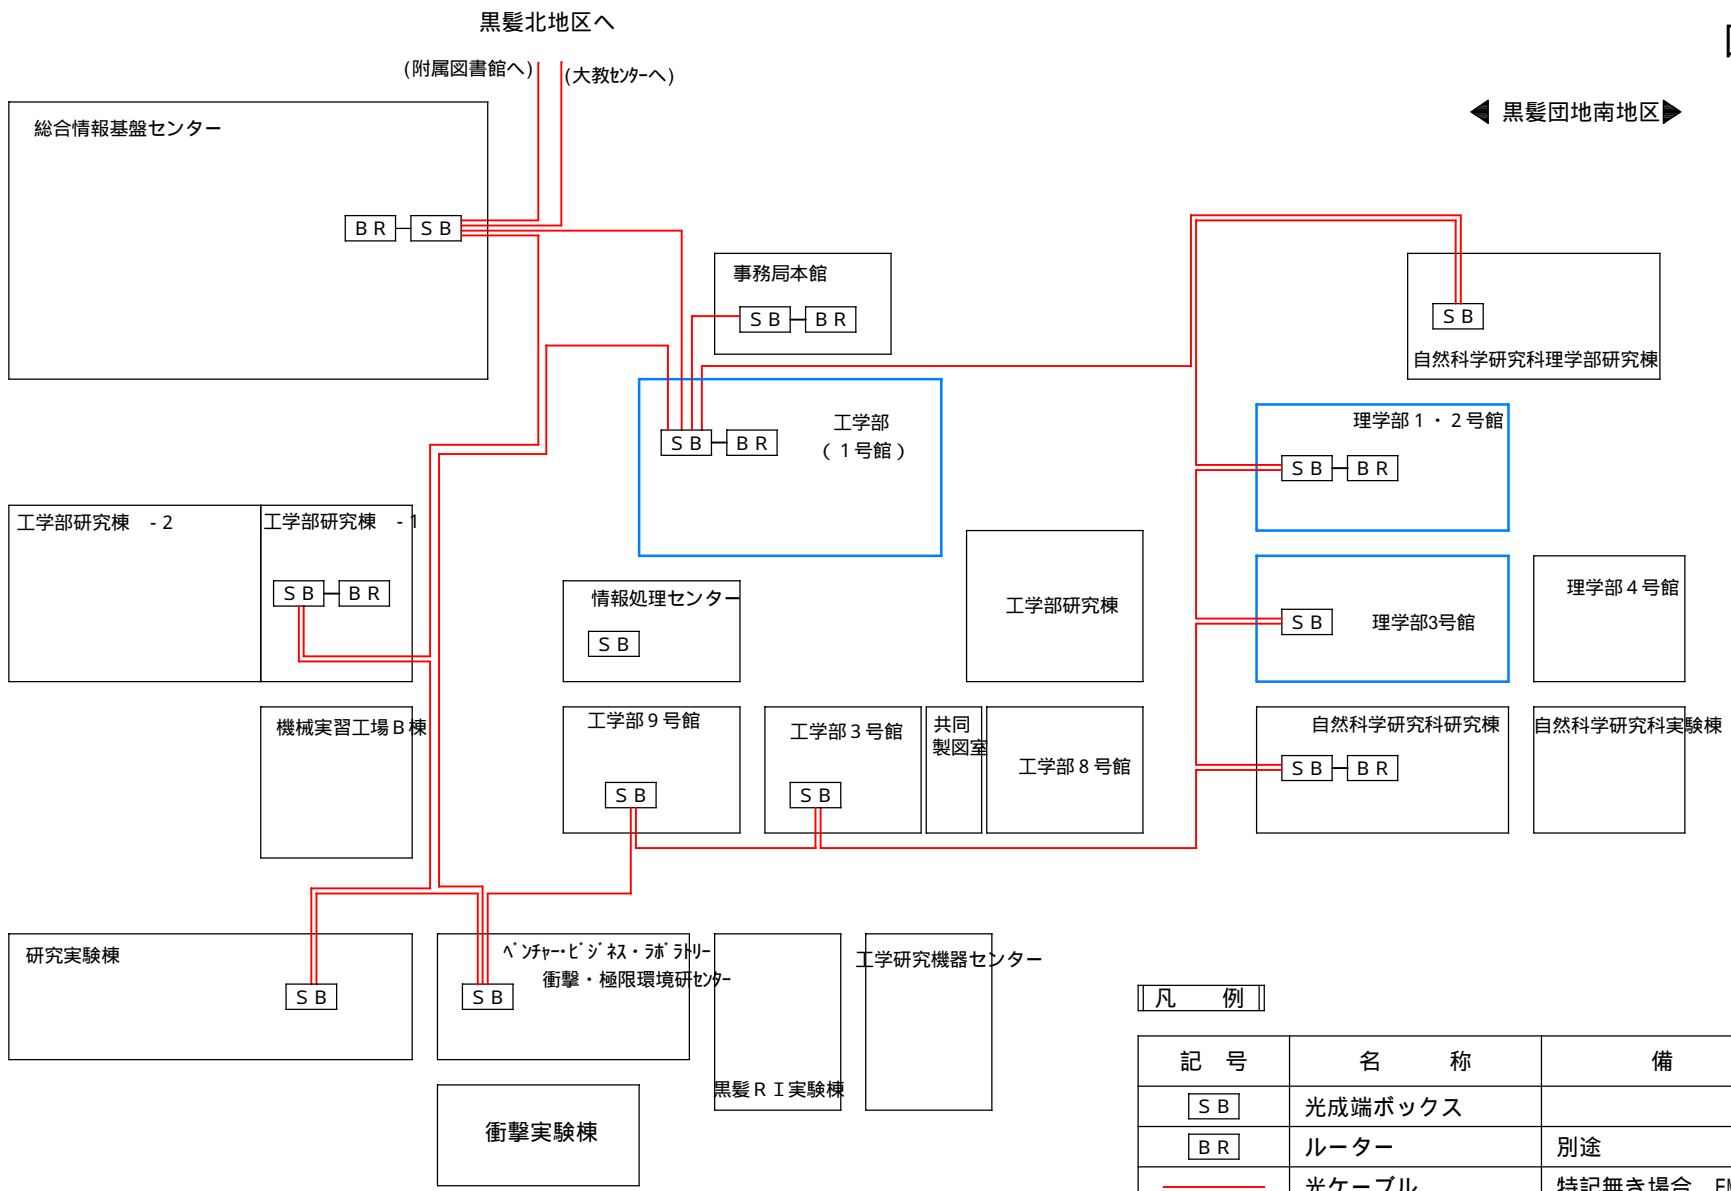 黒髪北地区へ
(附属図書館へ)
(大教ｾﾝﾀｰへ)
◀ 黒髪団地南地区▶
総合情報基盤センター
ＢＲ
ＳＢ
事務局本館
ＳＢ
ＢＲ
ＳＢ
自然科学研究科理学部研究棟
工学部
（１号館）
ＳＢ
ＢＲ
理学部１・２号館
ＳＢ
ＢＲ
工学部研究棟　-２
工学部研究棟　-１
ＳＢ
ＢＲ
情報処理センター
ＳＢ
工学部研究棟
ＳＢ
理学部3号館
理学部４号館
機械実習工場Ｂ棟
工学部９号館
ＳＢ
工学部３号館
ＳＢ
共同
製図室
工学部８号館
自然科学研究科研究棟
ＳＢ
ＢＲ
自然科学研究科実験棟
研究実験棟
ＳＢ
ﾍﾞﾝﾁｬｰ・ﾋﾞｼﾞﾈｽ・ﾗﾎﾞﾗﾄﾘｰ
衝撃・極限環境研ｾﾝﾀｰ
ＳＢ
黒髪ＲＩ実験棟
工学研究機器センター
衝撃実験棟
凡　例
記　号　名　称　備
ＳＢ　光成端ボックス
ＢＲ　ルーター　別途
光ケーブル　特記無き場合